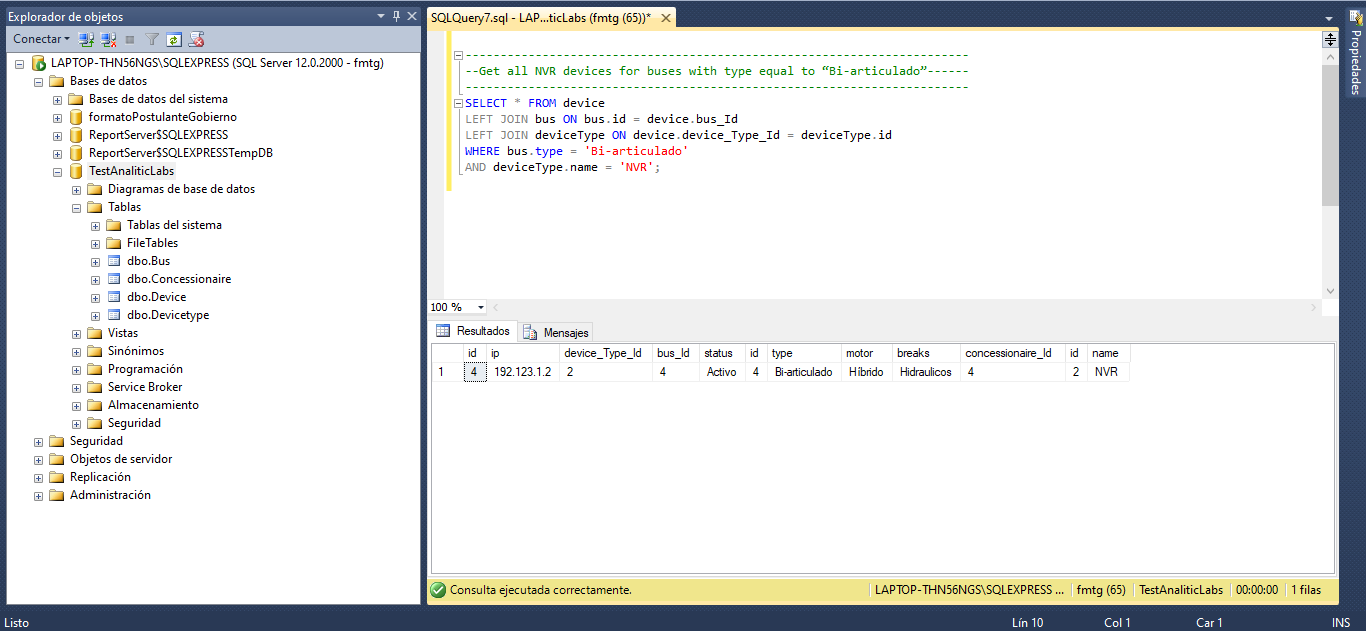 Explorador de objetos
Conectar
LAPTOP-THN56NGS\SQLEXPRESS (SQL Server 12.0.2000 - fmtg)
Bases de datos
Bases de datos del sistema
formatoPostulanteGobierno
ReportServer$SQLEXPRESS
ReportServer$SQLEXPRESSTempDB
TestAnaliticLabs
Diagramas de base de datos
Tablas
Tablas del sistema
FileTables
dbo.Bus
dbo.Concessionaire
dbo.Device
dbo.Devicetype
Vistas
Sinónimos
Programación
Service Broker
Almacenamiento
Seguridad
Seguridad
Objetos de servidor
Replicación
Administración
SQLQuery7.sql - LAP...ticLabs (fmtg (65))*
------------------------------------------------------------------------
--Get all NVR devices for buses with type equal to “Bi-articulado”------
------------------------------------------------------------------------
SELECT * FROM device
LEFT JOIN bus ON bus.id = device.bus_Id
LEFT JOIN deviceType ON device.device_Type_Id = deviceType.id
WHERE bus.type = 'Bi-articulado'
AND deviceType.name = 'NVR';
100 %
Resultados Mensajes
id ip device_Type_Id bus_Id status id type motor breaks concessionaire_Id id name
1 4 192.123.1.2 2 4 Activo 4 Bi-articulado Híbrido Hidraulicos 4 2 NVR
Consulta ejecutada correctamente. LAPTOP-THN56NGS\SQLEXPRESS ... fmtg (65) TestAnaliticLabs 00:00:00 1 filas
Propiedades
Listo Lín 10 Col 1 Car 1 INS